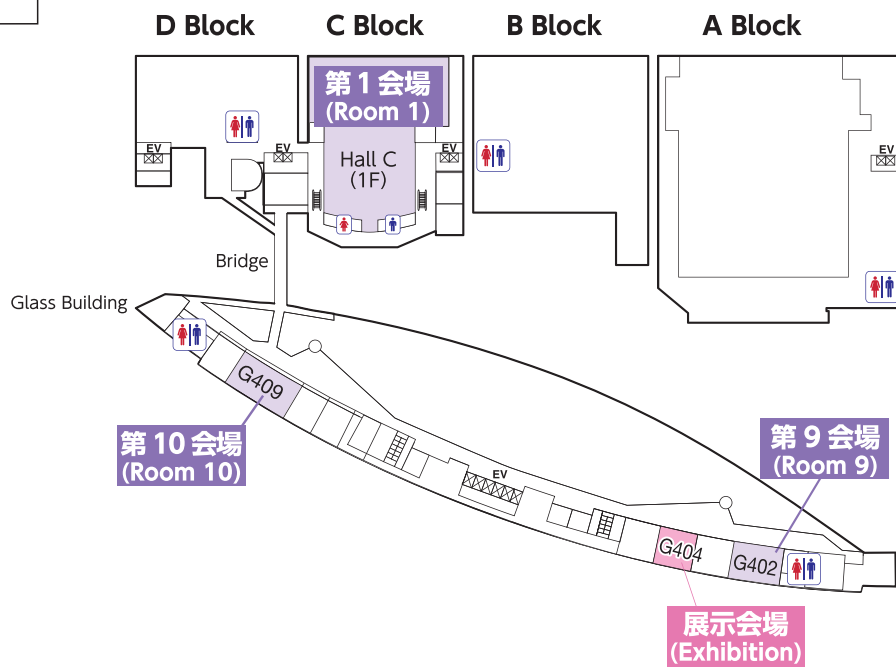 D Block
C Block
B Block
A Block
第1会場
(Room 1)
EV
EV
EV
EV
Hall C
(1F)
Bridge
Glass Building
G409
第10会場
(Room 10)
第9会場
(Room 9)
EV
G404
G402
展示会場
(Exhibition)